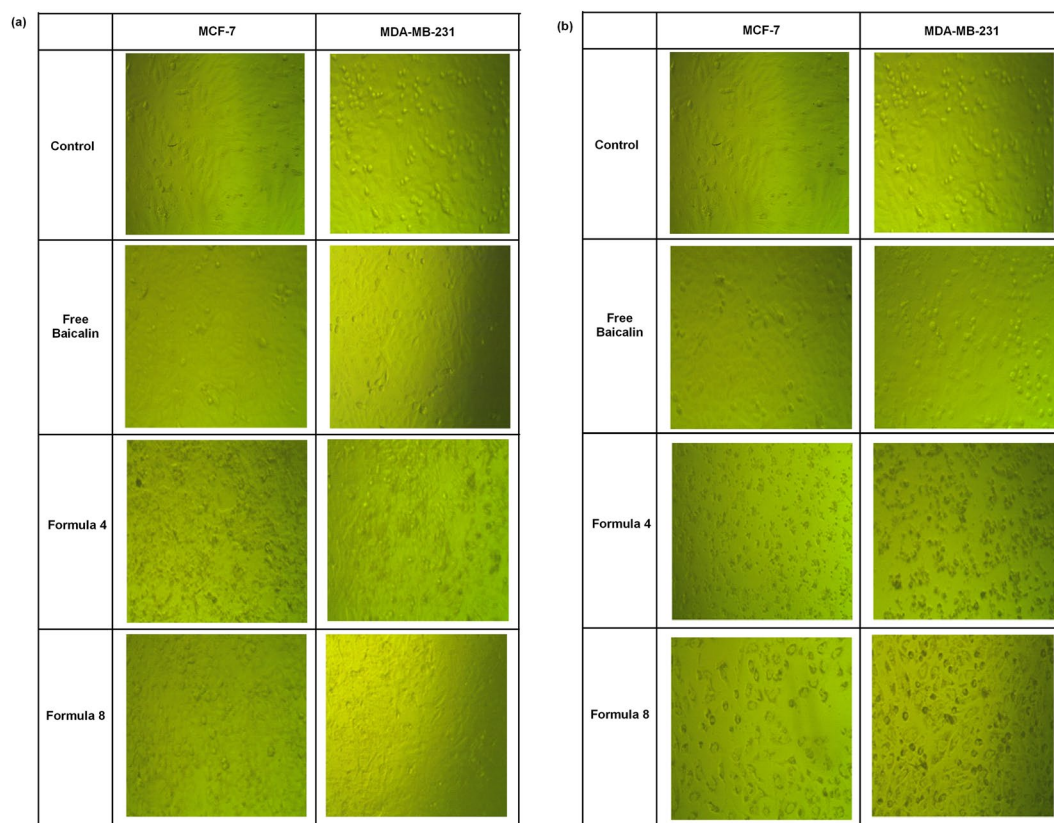 (a)
MCF-7 MDA-MB-231
Control
Free
Baicalin
Formula 4
Formula 8
(b)
MCF-7 MDA-MB-231
Control
Free
Baicalin
Formula 4
Formula 8